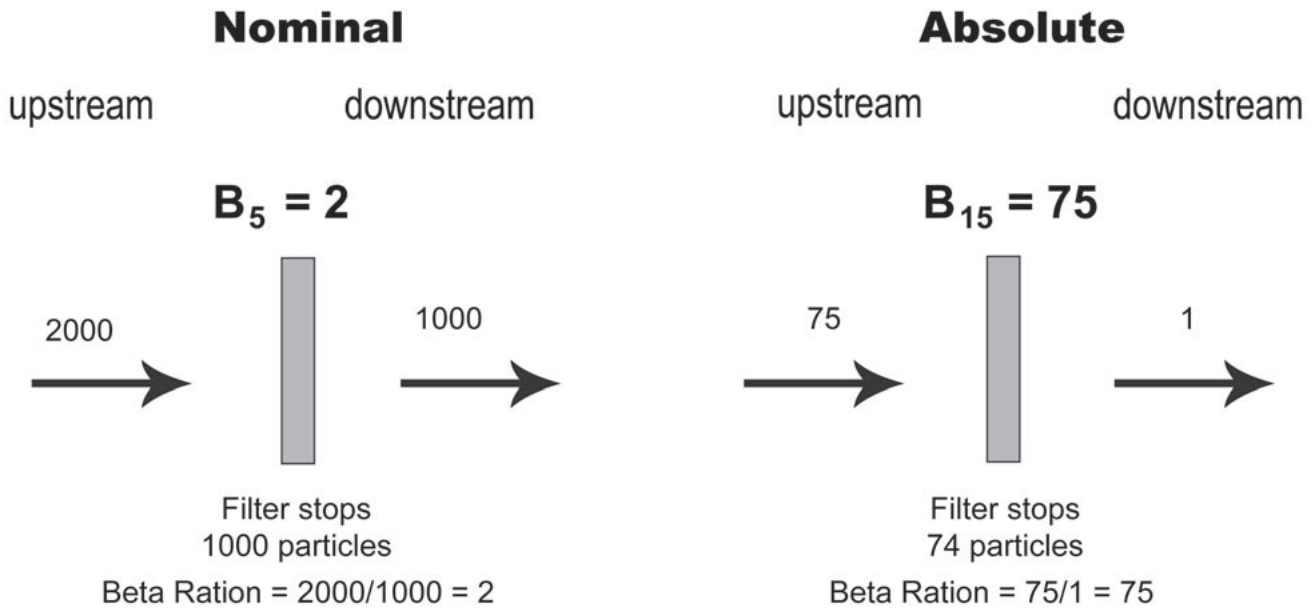 Nominal
upstream downstream
B5 = 2
2000
1000
Filter stops
1000 particles
Beta Ration = 2000/1000 = 2
Absolute
upstream downstream
B15 = 75
75
1
Filter stops
74 particles
Beta Ration = 75/1 = 75